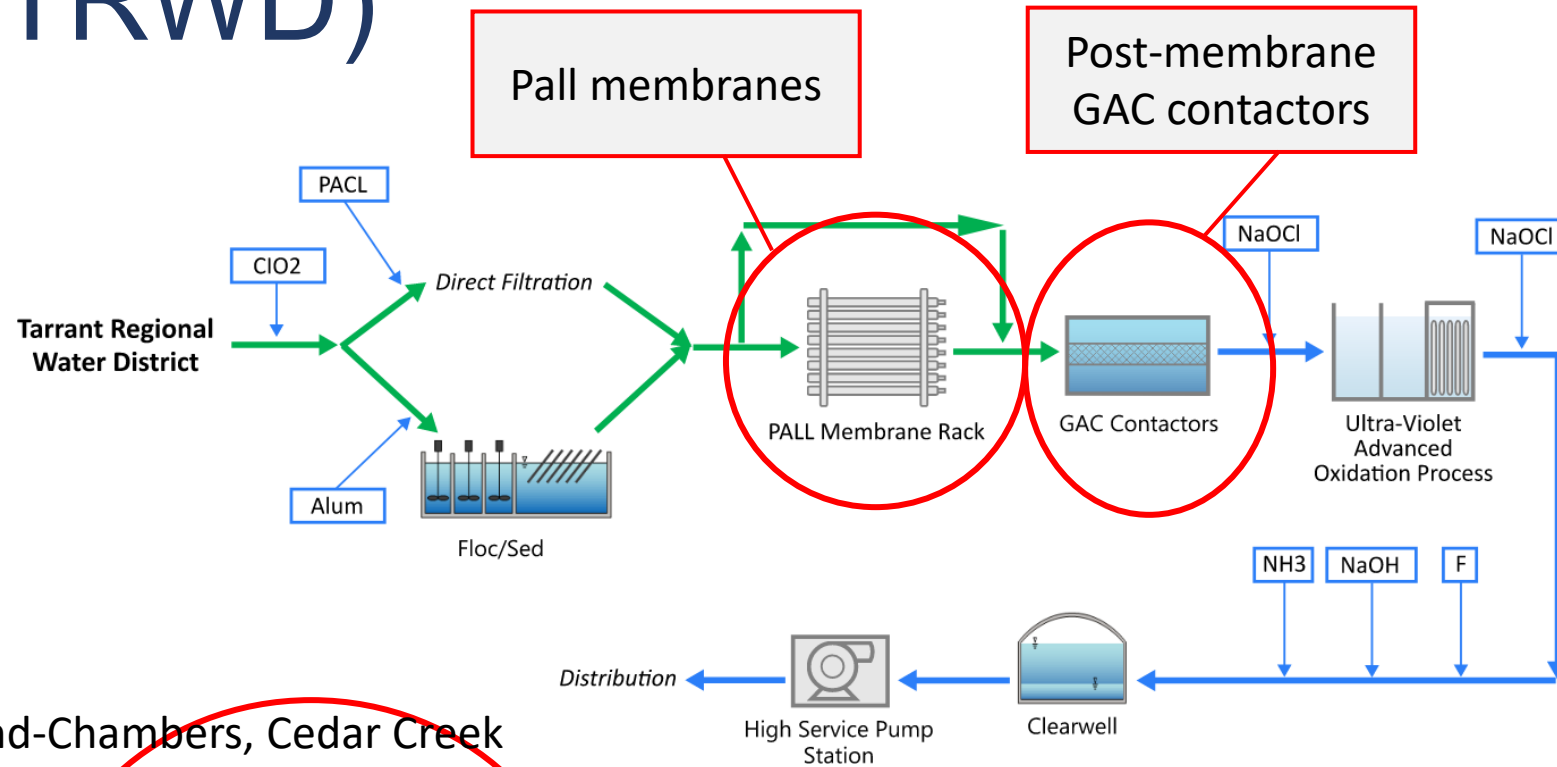 TRWD)
Pall membranes
Post-membrane
GAC contactors
PACL
ClO2
Direct Filtration
NaOCl
NaOCl
Tarrant Regional
Water District
PALL Membrane Rack
GAC Contactors
Ultra-Violet
Advanced
Oxidation Process
Alum
Floc/Sed
NH3
NaOH
F
Distribution
High Service Pump
Station
Clearwell
nd-Chambers, Cedar Creek